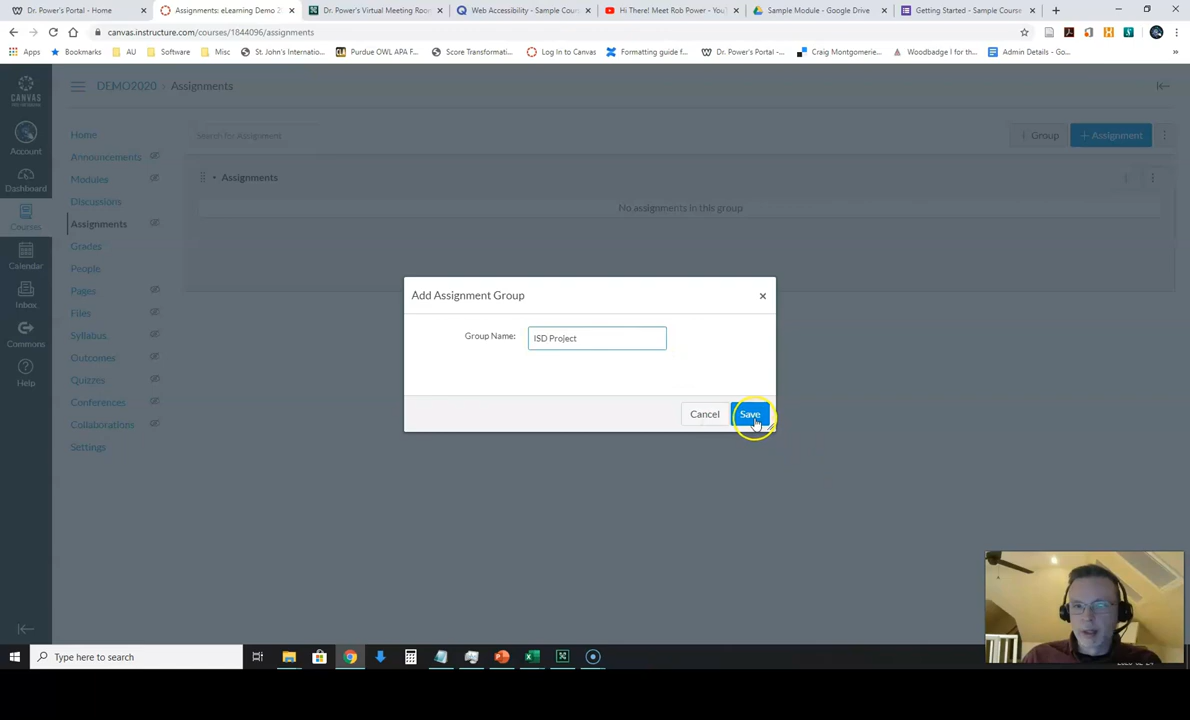 Dr. Power's Portal - Home
Assignments: eLearning Demo 2
Dr. Power's Virtual Meeting Room
Web Accessibility - Sample Cour
Hi There! Meet Rob Power - You
Sample Module - Google Drive
Getting Started - Sample Course
canvas.instructure.com/courses/1844096/assignments
Apps Bookmarks AU Software Misc St. John's Internatio... Purdue OWL APA F... Score Transformati... Log In to Canvas Formatting guide f... Dr. Power's Portal -... Craig Montgomerie... Woodbadge I for th... Admin Details - Go...
CANVAS
DEMO2020 Assignments
Account
Dashboard
Courses
Calendar
Inbox
Commons
Help
Home
Announcements
Modules
Discussions
Assignments
Grades
People
Pages
Files
Syllabus
Outcomes
Quizzes
Conferences
Collaborations
Settings
Search for Assignment
+ Group
+ Assignment
Assignments
No assignments in this group
Add Assignment Group
Group Name: ISD Project
Cancel Save
Type here to search